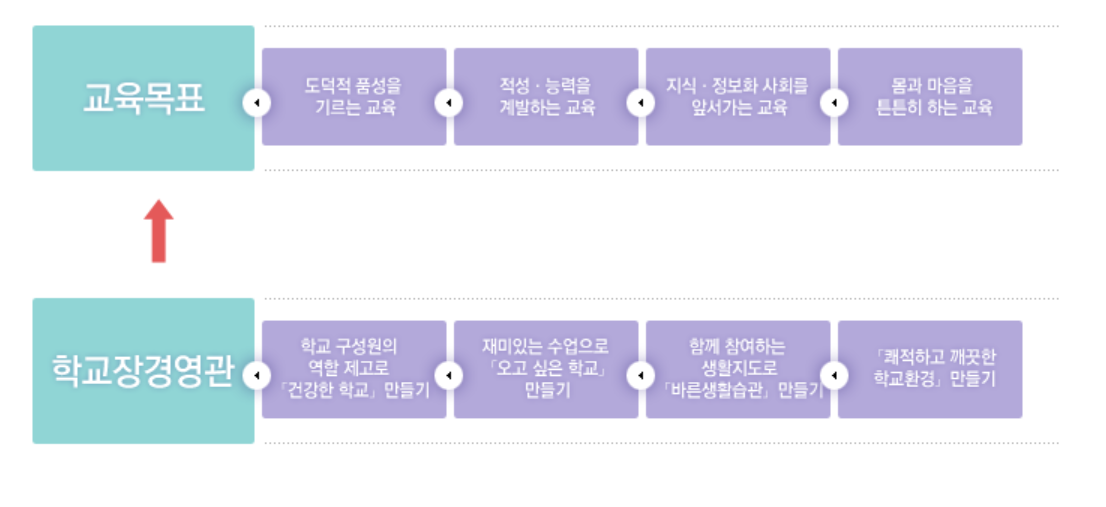 교육목표
도덕적 품성을
기르는 교육
적성 · 능력을
계발하는 교육
지식 · 정보화 사회를
앞서가는 교육
몸과 마음을
튼튼히 하는 교육
학교장경영관
학교 구성원의
역할 제고로
「건강한 학교」 만들기
재미있는 수업으로
「오고 싶은 학교」
만들기
함께 참여하는
생활지도로
「바른생활습관」 만들기
「쾌적하고 깨끗한
학교환경」 만들기